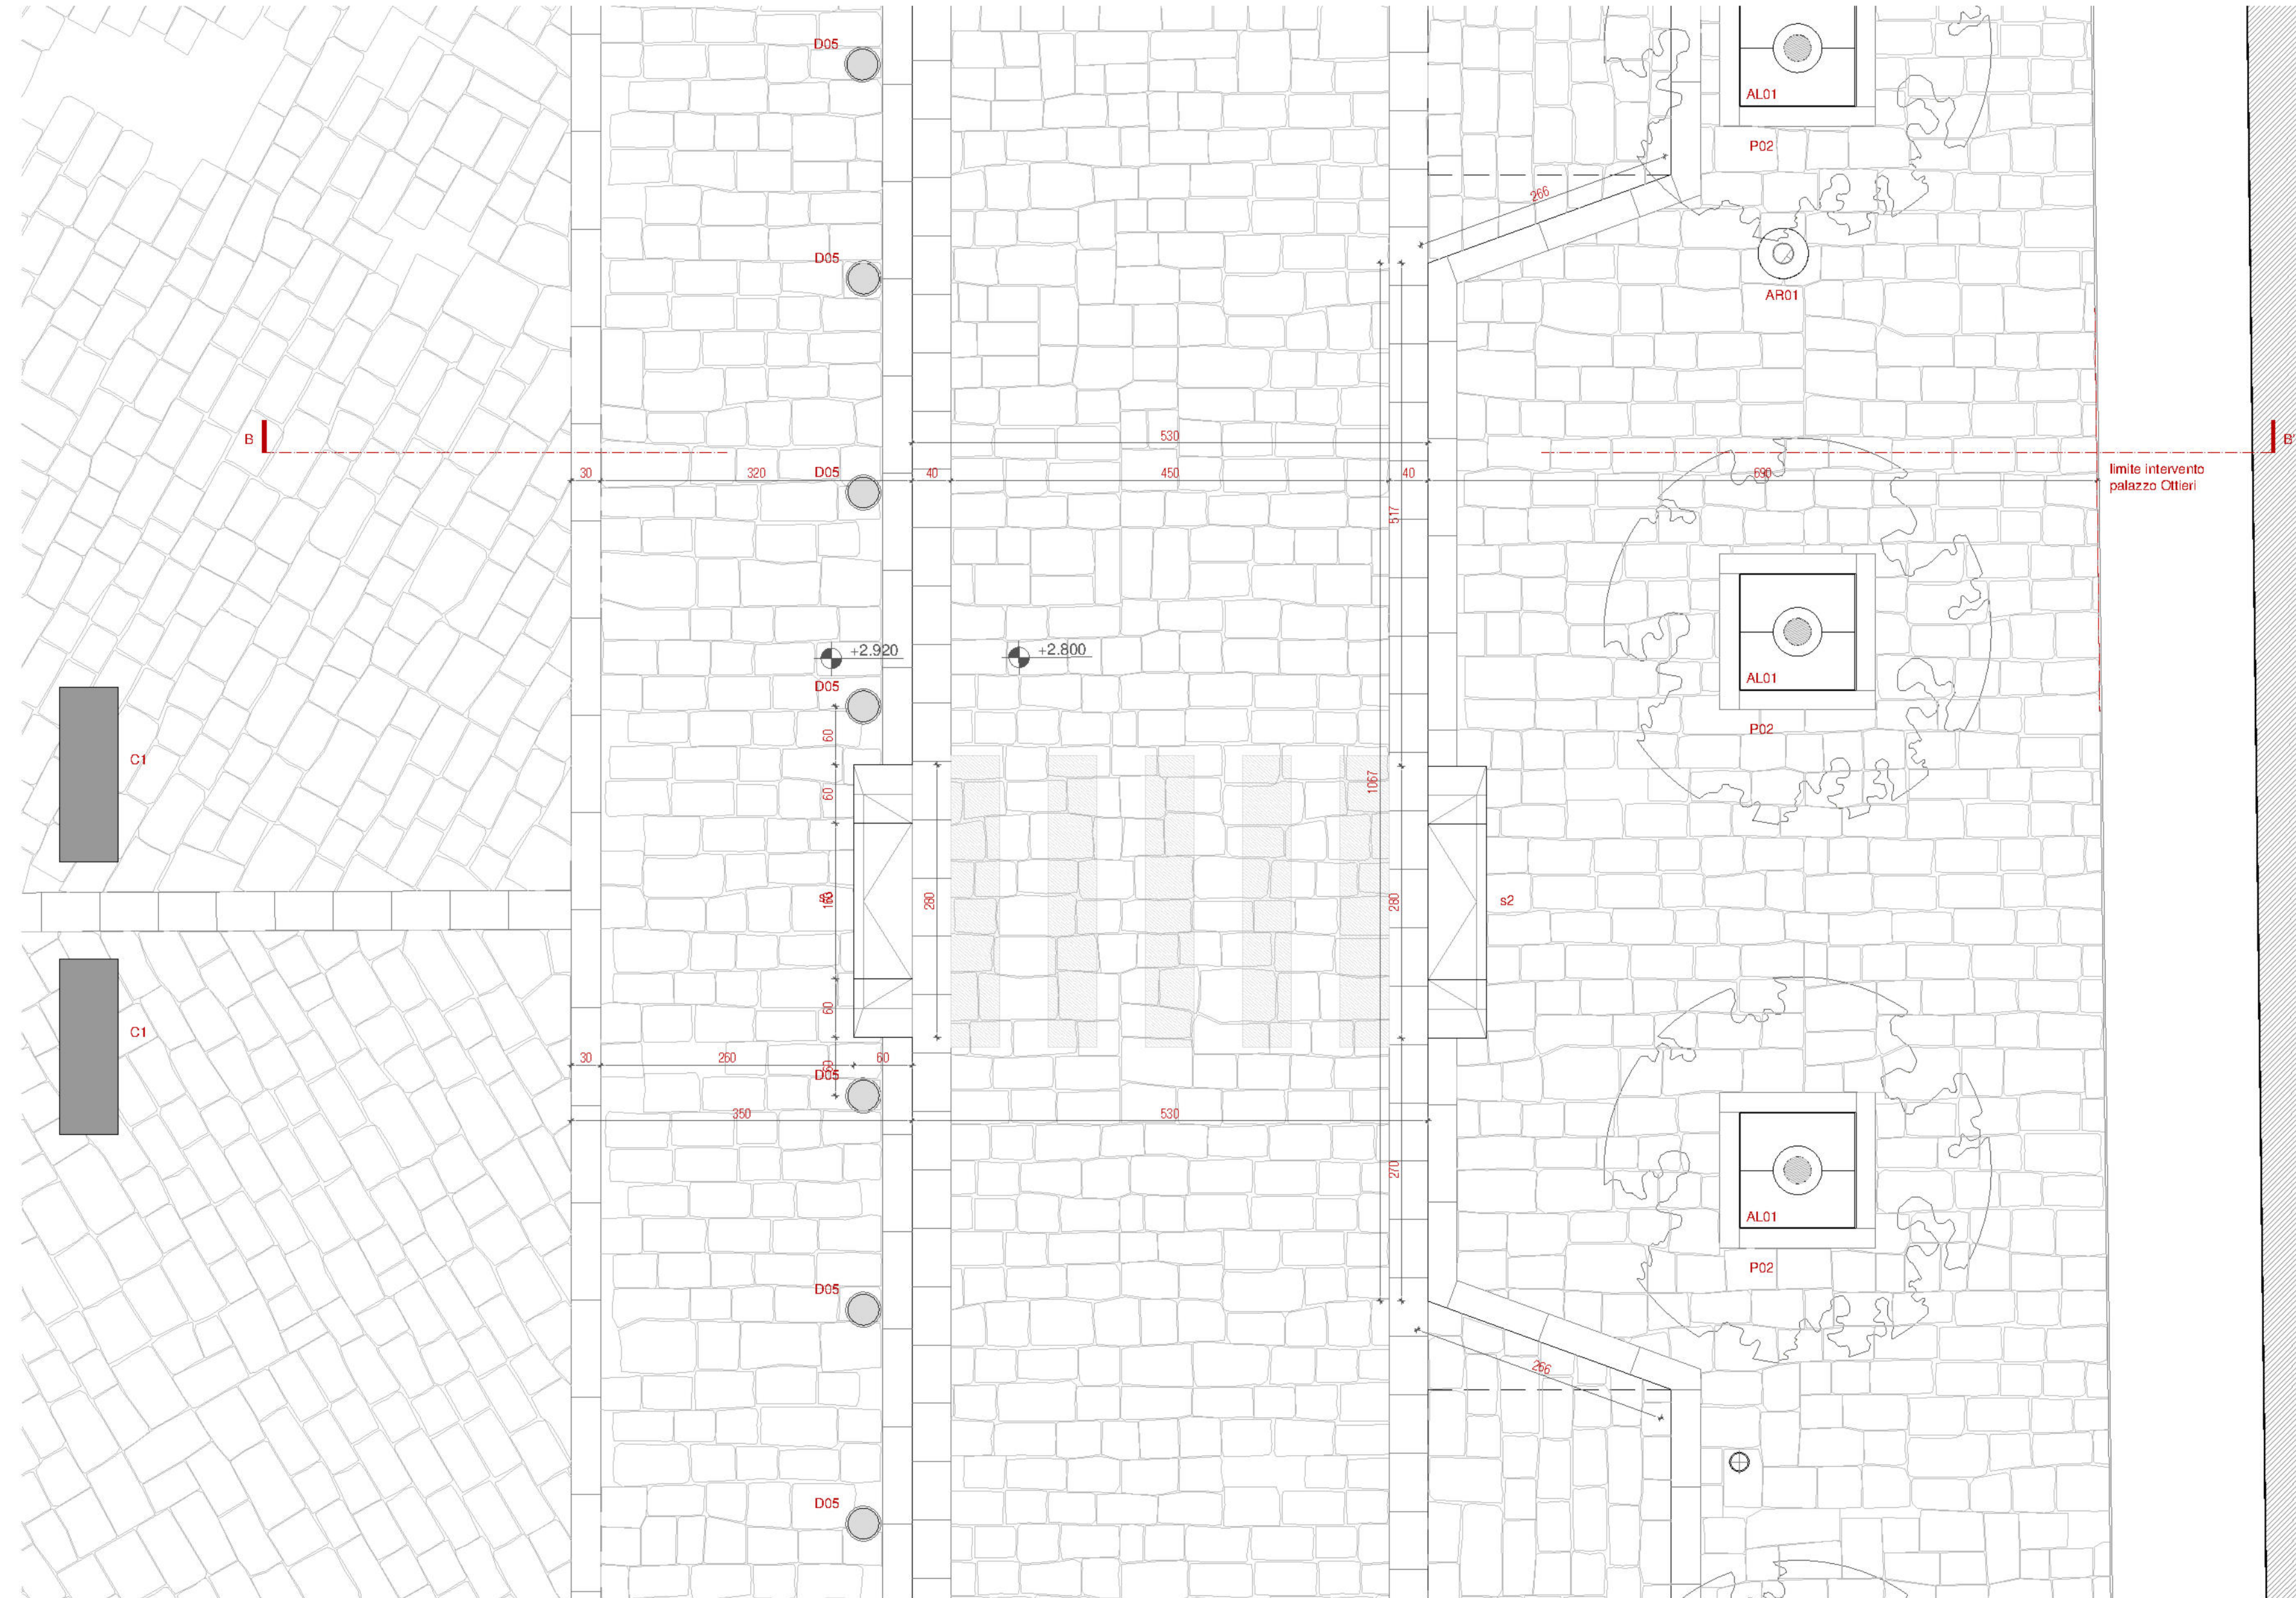 D05
AL01
P02
266
D05
AR01
B
530
B'
30
320
D05
40
450
40
690
limite intervento
palazzo Ottieri
517
+2.920
+2.800
D05
AL01
60
P02
C1
60
1067
280
280
s2
60
C1
30
260
60
D05
350
530
270
AL01
P02
D05
266
D05